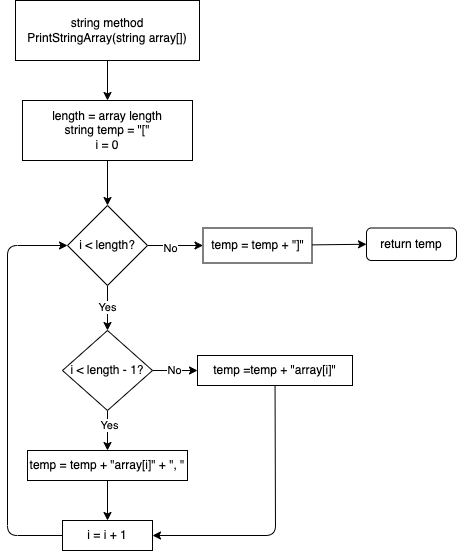 string method
PrintStringArray(string array[])
length = array length
string temp = "["
i = 0
i < length?
No
temp = temp + "]"
return temp
Yes
i < length - 1?
No
temp =temp + "array[i]"
Yes
temp = temp + "array[i]" + ", "
i = i + 1